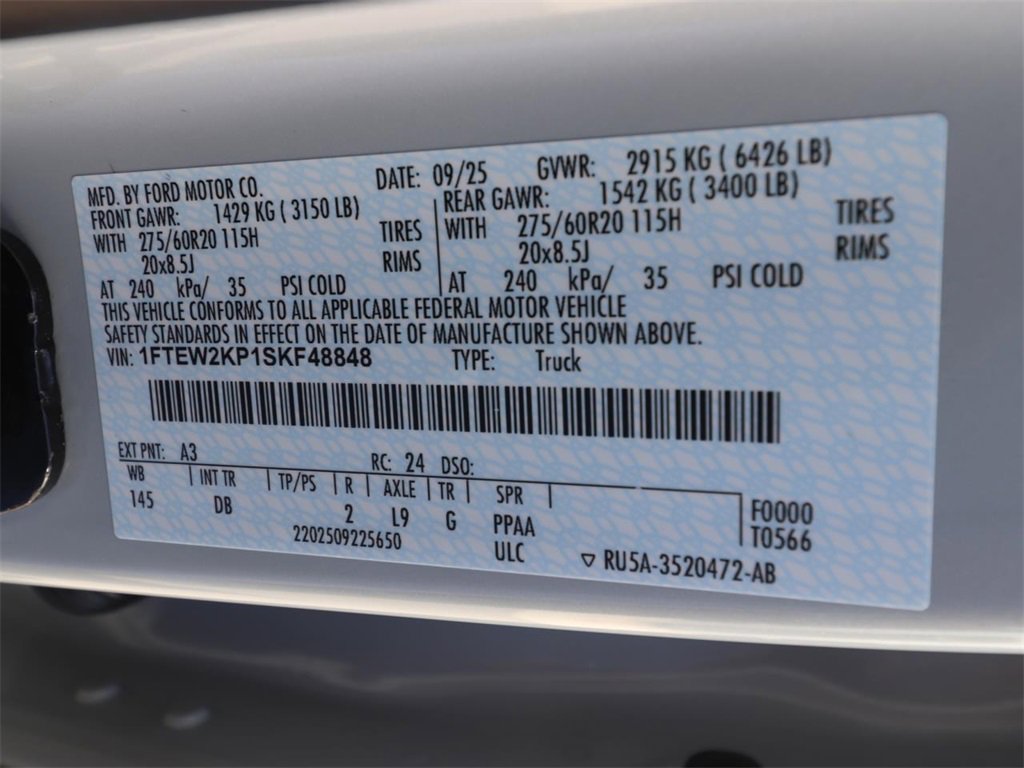 MFD. BY FORD MOTOR CO. DATE: 09/25 GVWR: 2915 KG ( 6426 LB)
FRONT GAWR: 1429 KG ( 3150 LB) REAR GAWR: 1542 KG ( 3400 LB)
WITH 275/60R20 115H TIRES WITH 275/60R20 115H TIRES
20x8.5J RIMS 20x8.5J RIMS
AT 240 kPa/ 35 PSI COLD AT 240 kPa/ 35 PSI COLD
THIS VEHICLE CONFORMS TO ALL APPLICABLE FEDERAL MOTOR VEHICLE
SAFETY STANDARDS IN EFFECT ON THE DATE OF MANUFACTURE SHOWN ABOVE.
VIN: 1FTEW2KP1SKF48848 TYPE: Truck
EXT PNT: A3 RC: 24 DSO:
WB INT TR TP/PS R AXLE TR SPR
145 DB 2 L9 G PPAA F0000
2202509225650 ULC T0566
RU5A-3520472-AB